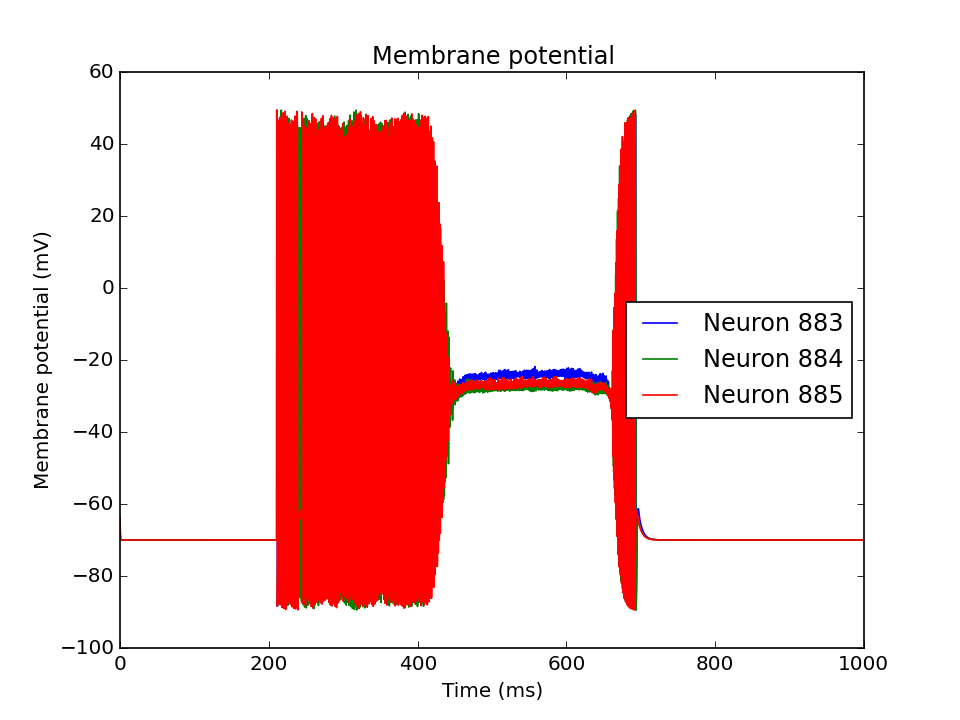 Membrane potential
Membrane potential (mV)
60
40
20
0
−20
−40
−60
−80
−100
Neuron 883
Neuron 884
Neuron 885
0 200 400 600 800 1000
Time (ms)